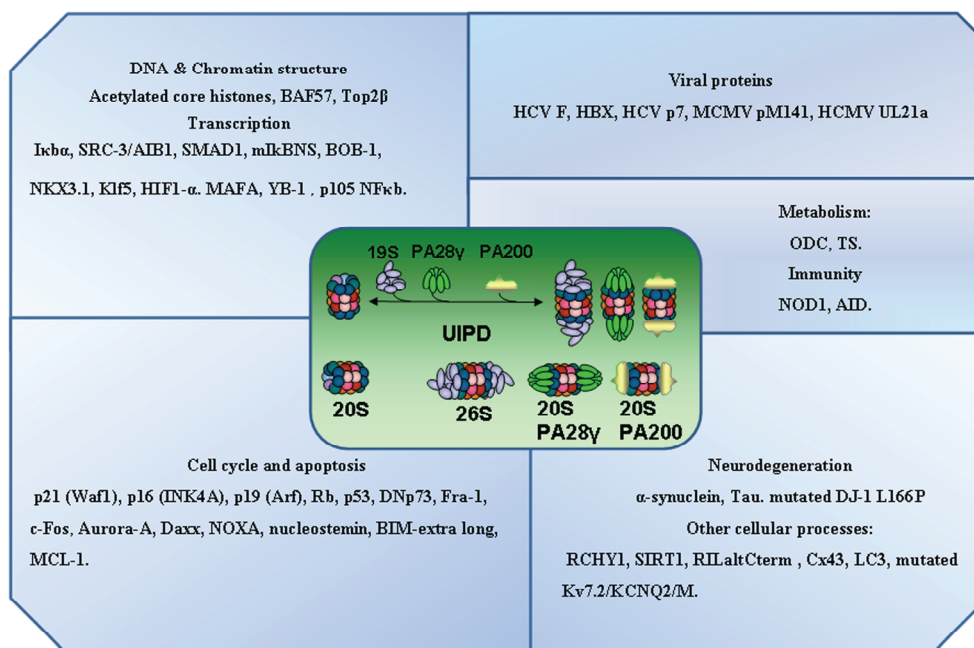 DNA & Chromatin structure
Acetylated core histones, BAF57, Top2β
Transcription
Iκbα, SRC-3/AIB1, SMAD1, mIkBNS, BOB-1,
NKX3.1, Klf5, HIF1-α. MAFA, YB-1 , p105 NFκb.
Viral proteins
HCV F, HBX, HCV p7, MCMV pM141, HCMV UL21a
Metabolism:
ODC, TS.
Immunity
NOD1, AID.
19S PA28γ PA200
UIPD
20S 26S 20S 20S
PA28γ PA200
Cell cycle and apoptosis
p21 (Waf1), p16 (INK4A), p19 (Arf), Rb, p53, DNp73, Fra-1,
c-Fos, Aurora-A, Daxx, NOXA, nucleostemin, BIM-extra long,
MCL-1.
Neurodegeneration
α-synuclein, Tau. mutated DJ-1 L166P
Other cellular processes:
RCHY1, SIRT1, RILaltCterm , Cx43, LC3, mutated
Kv7.2/KCNQ2/M.